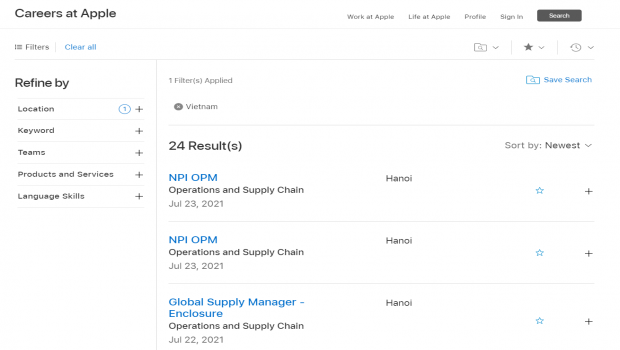 Careers at Apple
Work at Apple Life at Apple Profile Sign In Search
Filters Clear all
Refine by
Location 1
Keyword
Teams
Products and Services
Language Skills
1 Filter(s) Applied
Save Search
Vietnam
24 Result(s)
Sort by: Newest
NPI OPM
Hanoi
Operations and Supply Chain
Jul 23, 2021
NPI OPM
Hanoi
Operations and Supply Chain
Jul 23, 2021
Global Supply Manager -
Enclosure
Hanoi
Operations and Supply Chain
Jul 22, 2021